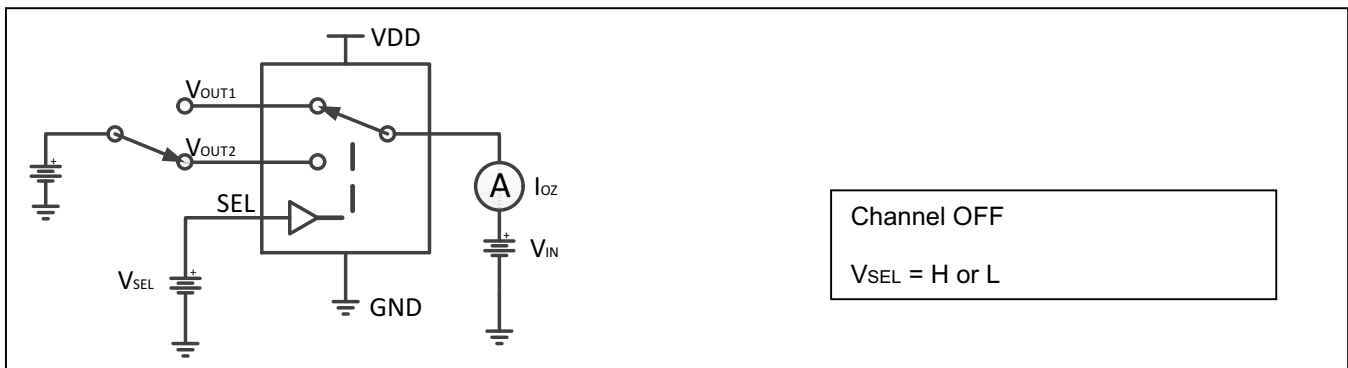 VDD
VOUT1
VOUT2
SEL
A IOZ
VIN
VSEL
GND
Channel OFF
VSEL = H or L